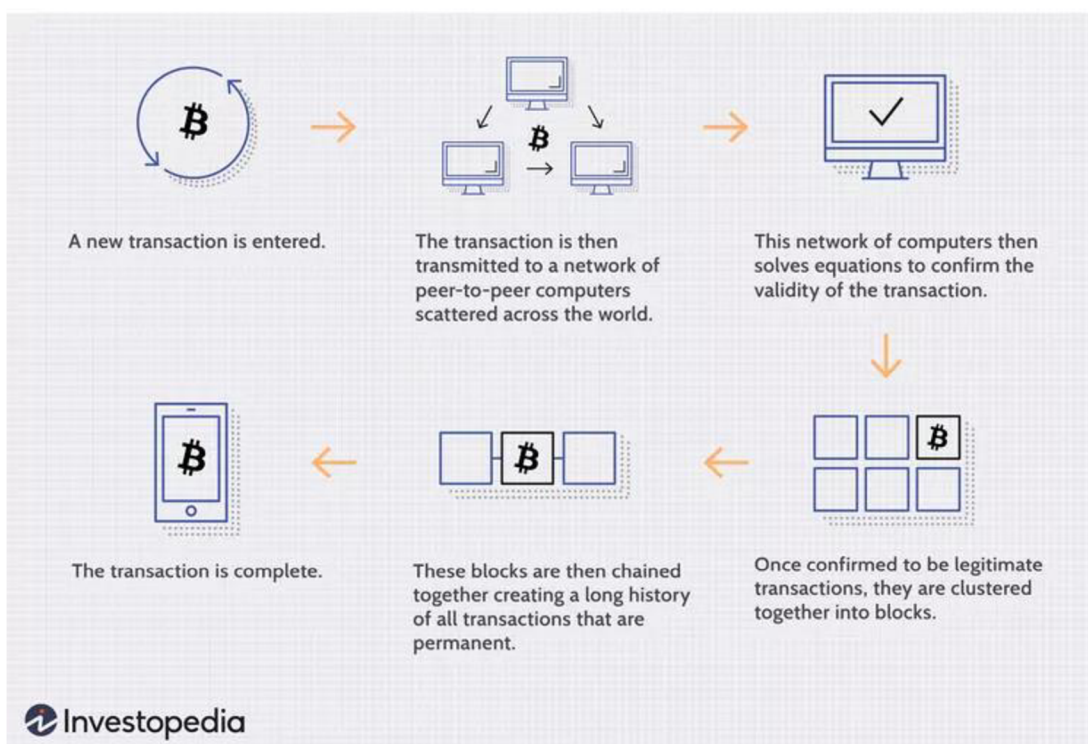 A new transaction is entered.
The transaction is then
transmitted to a network of
peer-to-peer computers
scattered across the world.
This network of computers then
solves equations to confirm the
validity of the transaction.
Once confirmed to be legitimate
transactions, they are clustered
together into blocks.
These blocks are then chained
together creating a long history
of all transactions that are
permanent.
The transaction is complete.
Investopedia